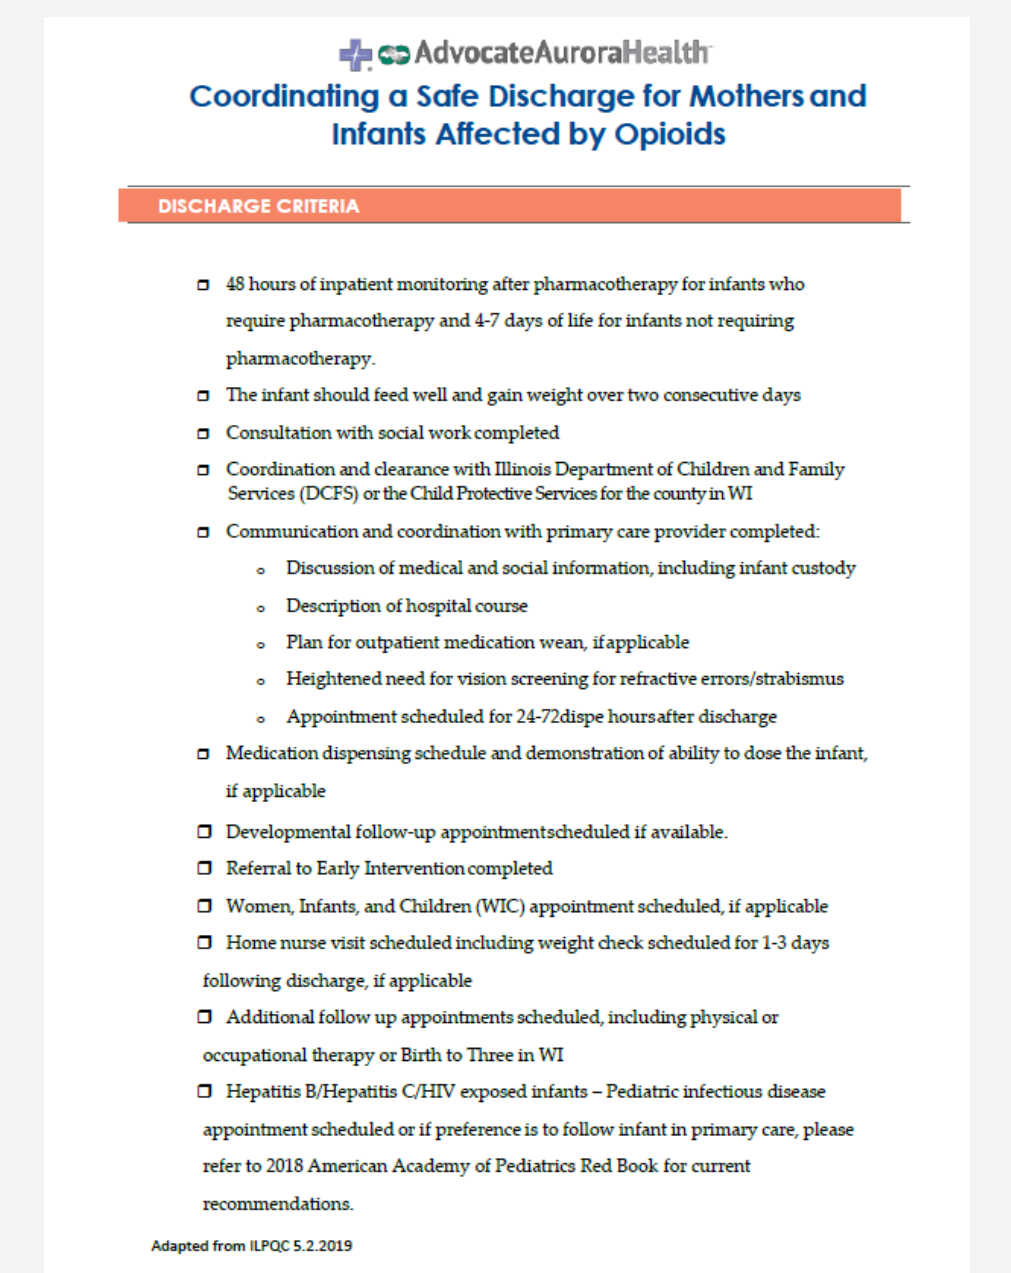 AdvocateAuroraHealth
Coordinating a Safe Discharge for Mothers and
Infants Affected by Opioids
DISCHARGE CRITERIA
48 hours of inpatient monitoring after pharmacotherapy for infants who
require pharmacotherapy and 4-7 days of life for infants not requiring
pharmacotherapy.
The infant should feed well and gain weight over two consecutive days
Consultation with social work completed
Coordination and clearance with Illinois Department of Children and Family
Services (DCFS) or the Child Protective Services for the county in WI
Communication and coordination with primary care provider completed:
Discussion of medical and social information, including infant custody
Description of hospital course
Plan for outpatient medication wean, if applicable
Heightened need for vision screening for refractive errors/strabismus
Appointment scheduled for 24-72dispe hours after discharge
Medication dispensing schedule and demonstration of ability to dose the infant,
if applicable
Developmental follow-up appointment scheduled if available.
Referral to Early Intervention completed
Women, Infants, and Children (WIC) appointment scheduled, if applicable
Home nurse visit scheduled including weight check scheduled for 1-3 days
following discharge, if applicable
Additional follow up appointments scheduled, including physical or
occupational therapy or Birth to Three in WI
Hepatitis B/Hepatitis C/HIV exposed infants – Pediatric infectious disease
appointment scheduled or if preference is to follow infant in primary care, please
refer to 2018 American Academy of Pediatrics Red Book for current
recommendations.
Adapted from ILPQC 5.2.2019